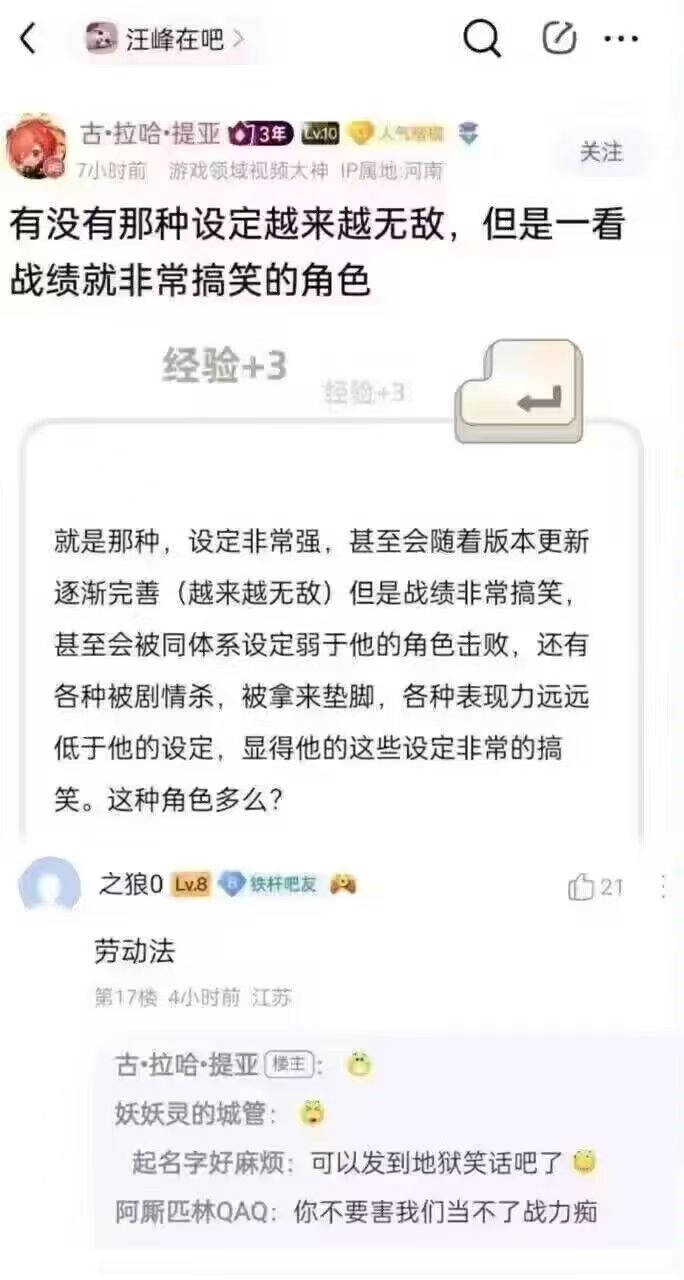 汪峰在吧
古·拉哈·提亚 73年 Lv.10 人气楷模
7小时前 游戏领域视频大神 IP属地:河南
关注
有没有那种设定越来越无敌，但是一看
战绩就非常搞笑的角色
经验+3
经验+3
就是那种，设定非常强，甚至会随着版本更新
逐渐完善（越来越无敌）但是战绩非常搞笑，
甚至会被同体系设定弱于他的角色击败，还有
各种被剧情杀，被拿来垫脚，各种表现力远远
低于他的设定，显得他的这些设定非常的搞
笑。这种角色多么？
之狼0 Lv.8 铁杆吧友
21
劳动法
第17楼 4小时前 江苏
古·拉哈·提亚 楼主：
妖妖灵的城管：
起名字好麻烦：可以发到地狱笑话吧了
阿厮匹林QAQ：你不要害我们当不了战力痴